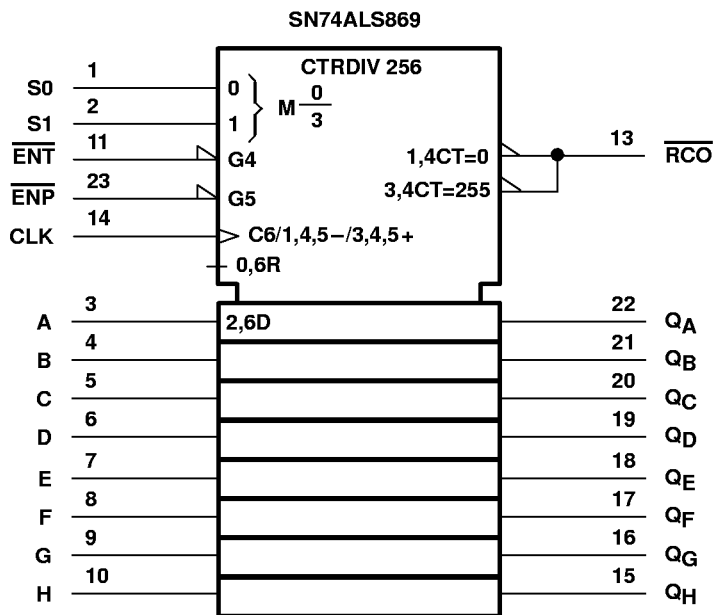 SN74ALS869
CTRDIV 256
S0 1 0
S1 2 1
M 0/3
ENT 11 G4
ENP 23 G5
CLK 14 C6/1,4,5−/3,4,5+
0,6R
1,4CT=0 13 RCO
3,4CT=255
A 3 2,6D 22 QA
B 4 21 QB
C 5 20 QC
D 6 19 QD
E 7 18 QE
F 8 17 QF
G 9 16 QG
H 10 15 QH